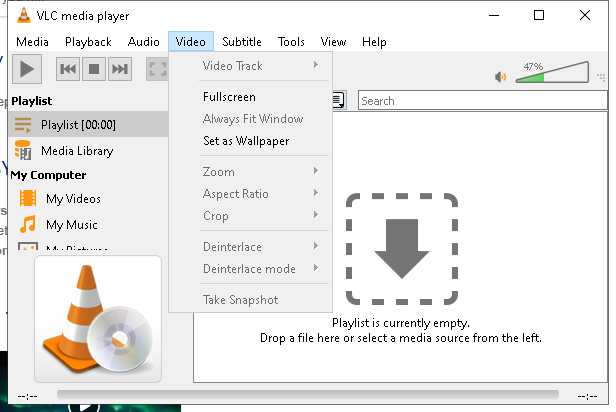 VLC media player
Media Playback Audio Video Subtitle Tools View Help
Video Track
Fullscreen
Always Fit Window
Set as Wallpaper
Zoom
Aspect Ratio
Crop
Deinterlace
Deinterlace mode
Take Snapshot
47%
Playlist
Playlist [00:00]
Media Library
My Computer
My Videos
My Music
Search
Playlist is currently empty.
Drop a file here or select a media source from the left.
--:-- --:--